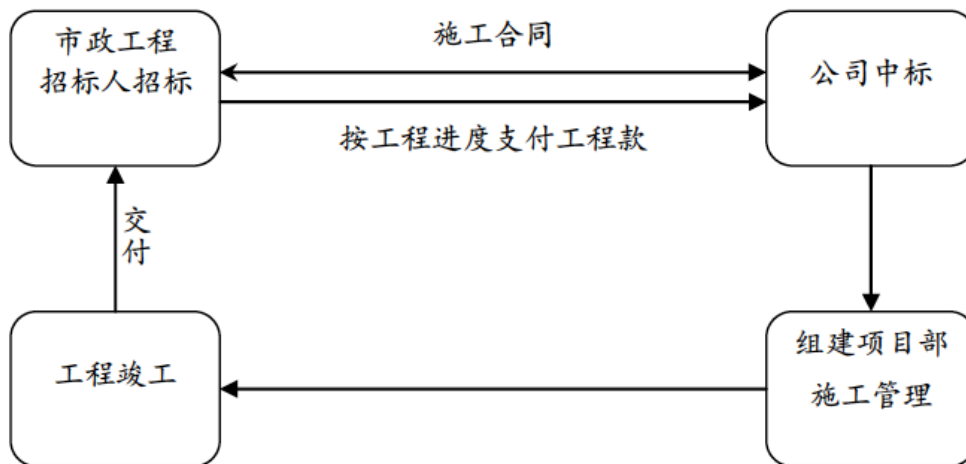 市政工程
招标人招标
施工合同
公司中标
按工程进度支付工程款
交
付
工程竣工
组建项目部
施工管理